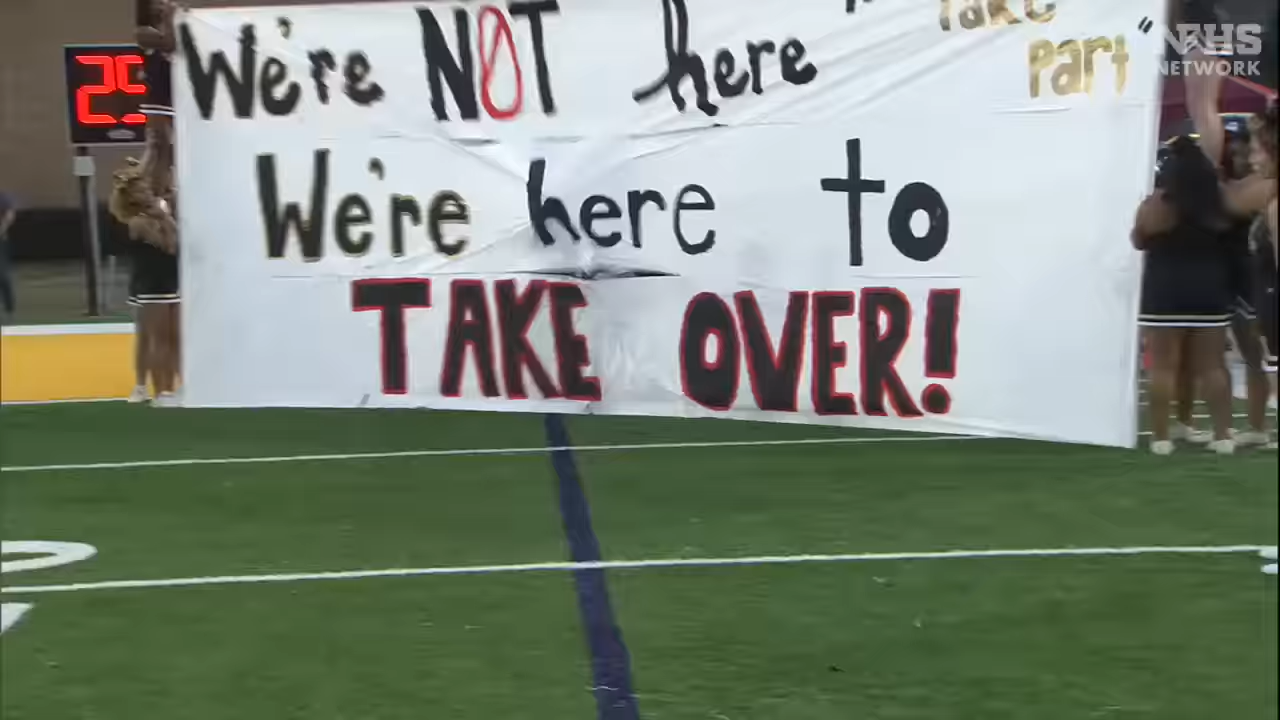 We're NOT here "Take
Part"
We're here to
TAKE OVER!
25
NFHS
NETWORK